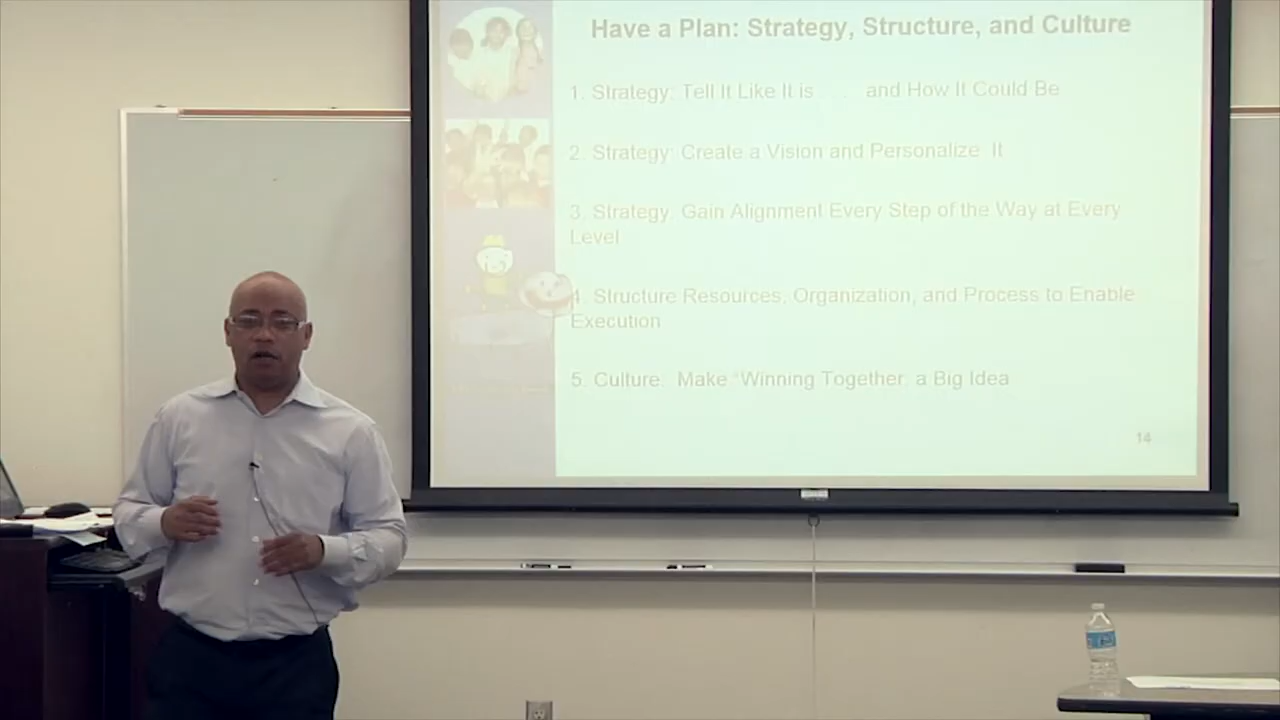 Have a Plan: Strategy, Structure, and Culture
1. Strategy: Tell It Like It is . . . and How It Could Be
2. Strategy: Create a Vision and Personalize It
3. Strategy: Gain Alignment Every Step of the Way at Every
Level
4. Structure Resources, Organization, and Process to Enable
Execution
5. Culture: Make "Winning Together: a Big Idea
14